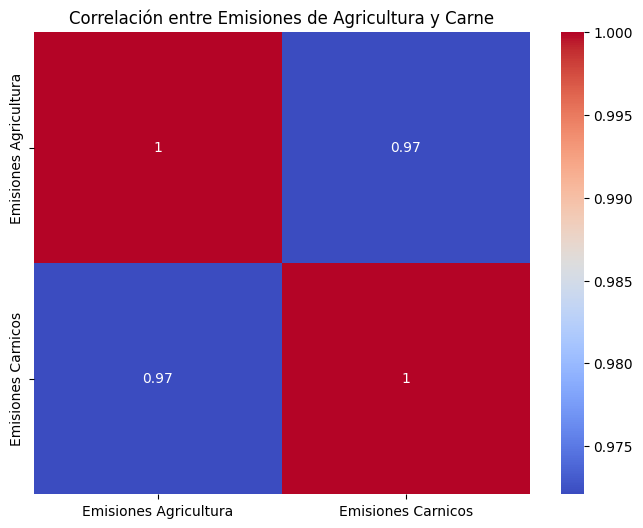 Correlación entre Emisiones de Agricultura y Carne
Emisiones Agricultura
1
0.97
Emisiones Carnicos
0.97
1
Emisiones Agricultura
Emisiones Carnicos
1.000
0.995
0.990
0.985
0.980
0.975